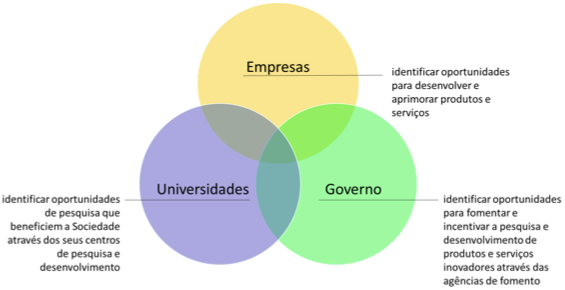 Empresas
identificar oportunidades
para desenvolver e
aprimorar produtos e
serviços
Universidades
Governo
identificar oportunidades
de pesquisa que
beneficiem a Sociedade
através dos seus centros
de pesquisa e
desenvolvimento
identificar oportunidades
para fomentar e
incentivar a pesquisa e
desenvolvimento de
produtos e serviços
inovadores através das
agências de fomento